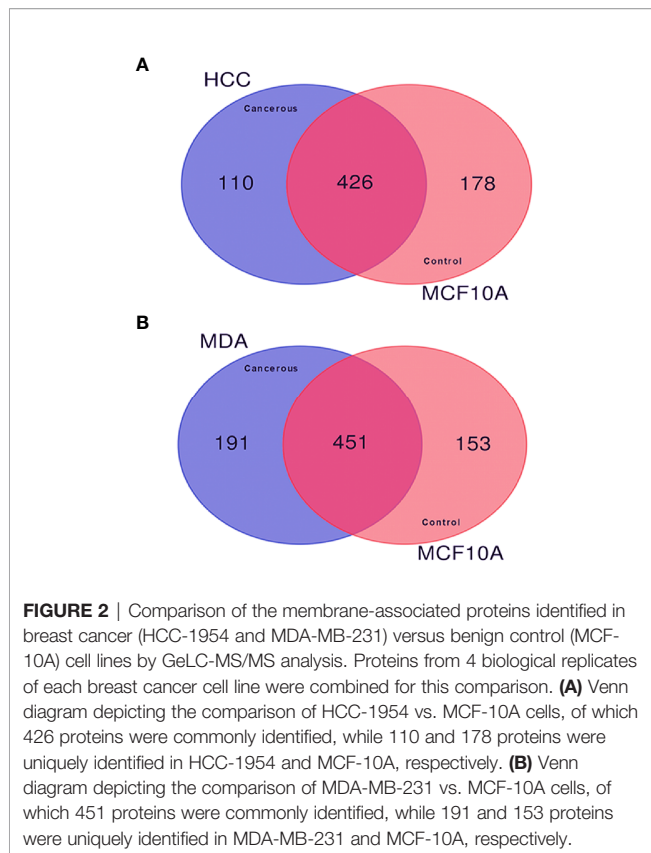 A
HCC
Cancerous
110
426
178
Control
MCF10A
B
MDA
Cancerous
191
451
153
Control
MCF10A
FIGURE 2 | Comparison of the membrane-associated proteins identified in
breast cancer (HCC-1954 and MDA-MB-231) versus benign control (MCF-
10A) cell lines by GeLC-MS/MS analysis. Proteins from 4 biological replicates
of each breast cancer cell line were combined for this comparison. (A) Venn
diagram depicting the comparison of HCC-1954 vs. MCF-10A cells, of which
426 proteins were commonly identified, while 110 and 178 proteins were
uniquely identified in HCC-1954 and MCF-10A, respectively. (B) Venn
diagram depicting the comparison of MDA-MB-231 vs. MCF-10A cells, of
which 451 proteins were commonly identified, while 191 and 153 proteins
were uniquely identified in MDA-MB-231 and MCF-10A, respectively.